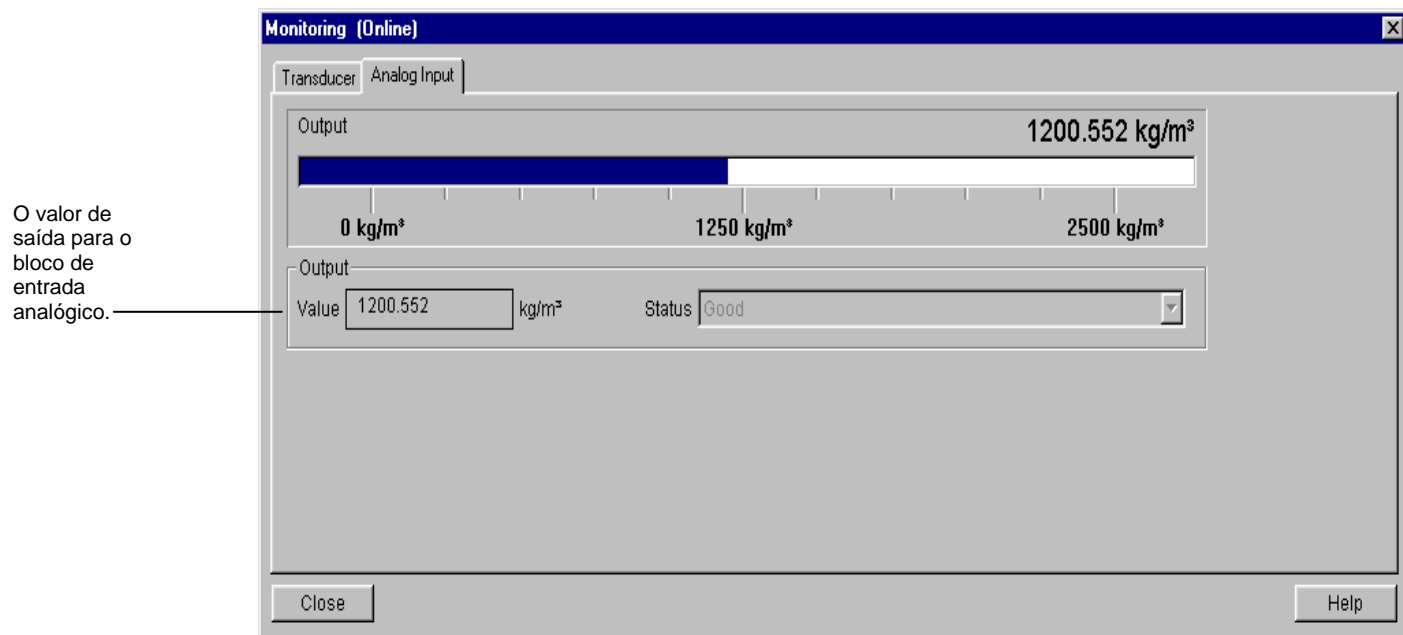 Monitoring (Online)
Transducer Analog Input
Output 1200.552 kg/m³
0 kg/m³ 1250 kg/m³ 2500 kg/m³
O valor de
saída para o
bloco de
entrada
analógico.
Output
Value 1200.552 kg/m³ Status Good
Close Help